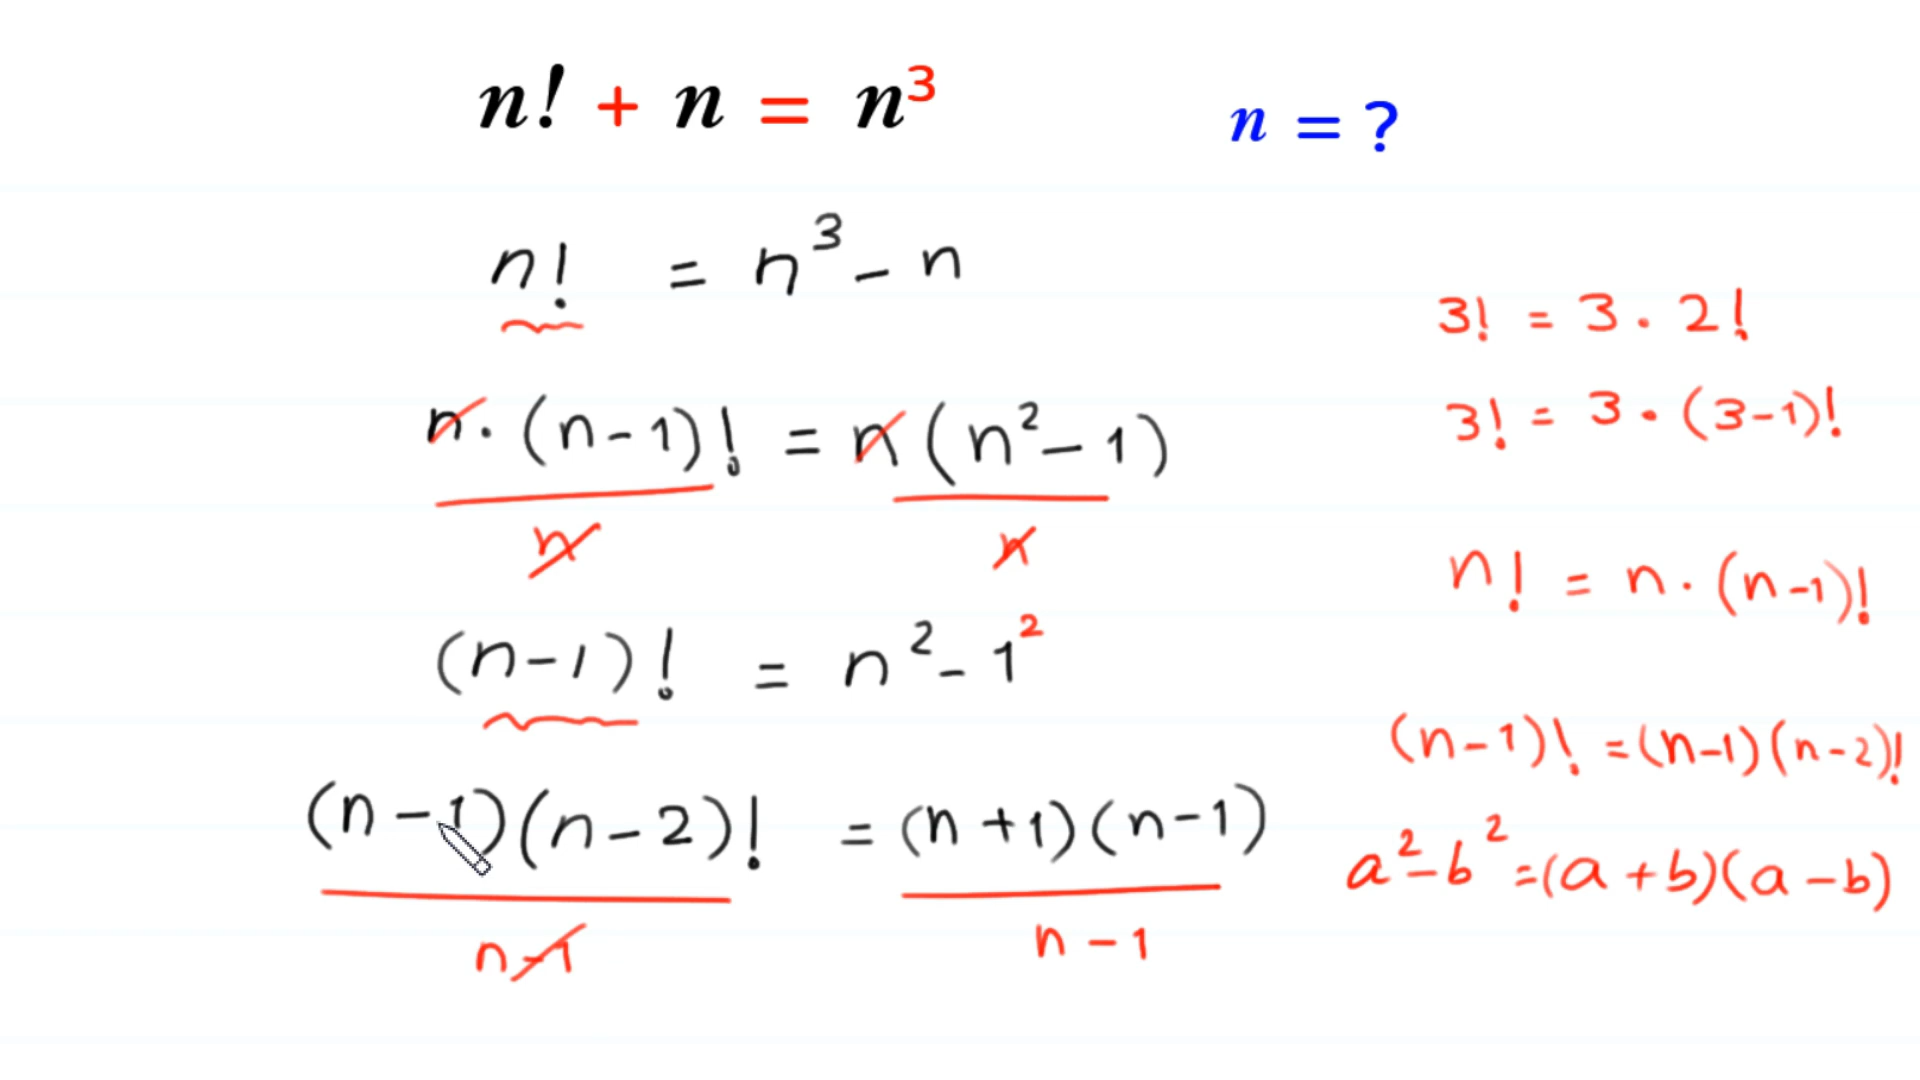 n! + n = n³
n = ?
n! = n³ - n
n · (n-1)! = n(n²-1)
n n
(n-1)! = n² - 1²
(n-1)(n-2)! = (n+1)(n-1)
n-1 n-1
3! = 3 · 2!
3! = 3 · (3-1)!
n! = n · (n-1)!
(n-1)! = (n-1)(n-2)!
a² - b² = (a+b)(a-b)